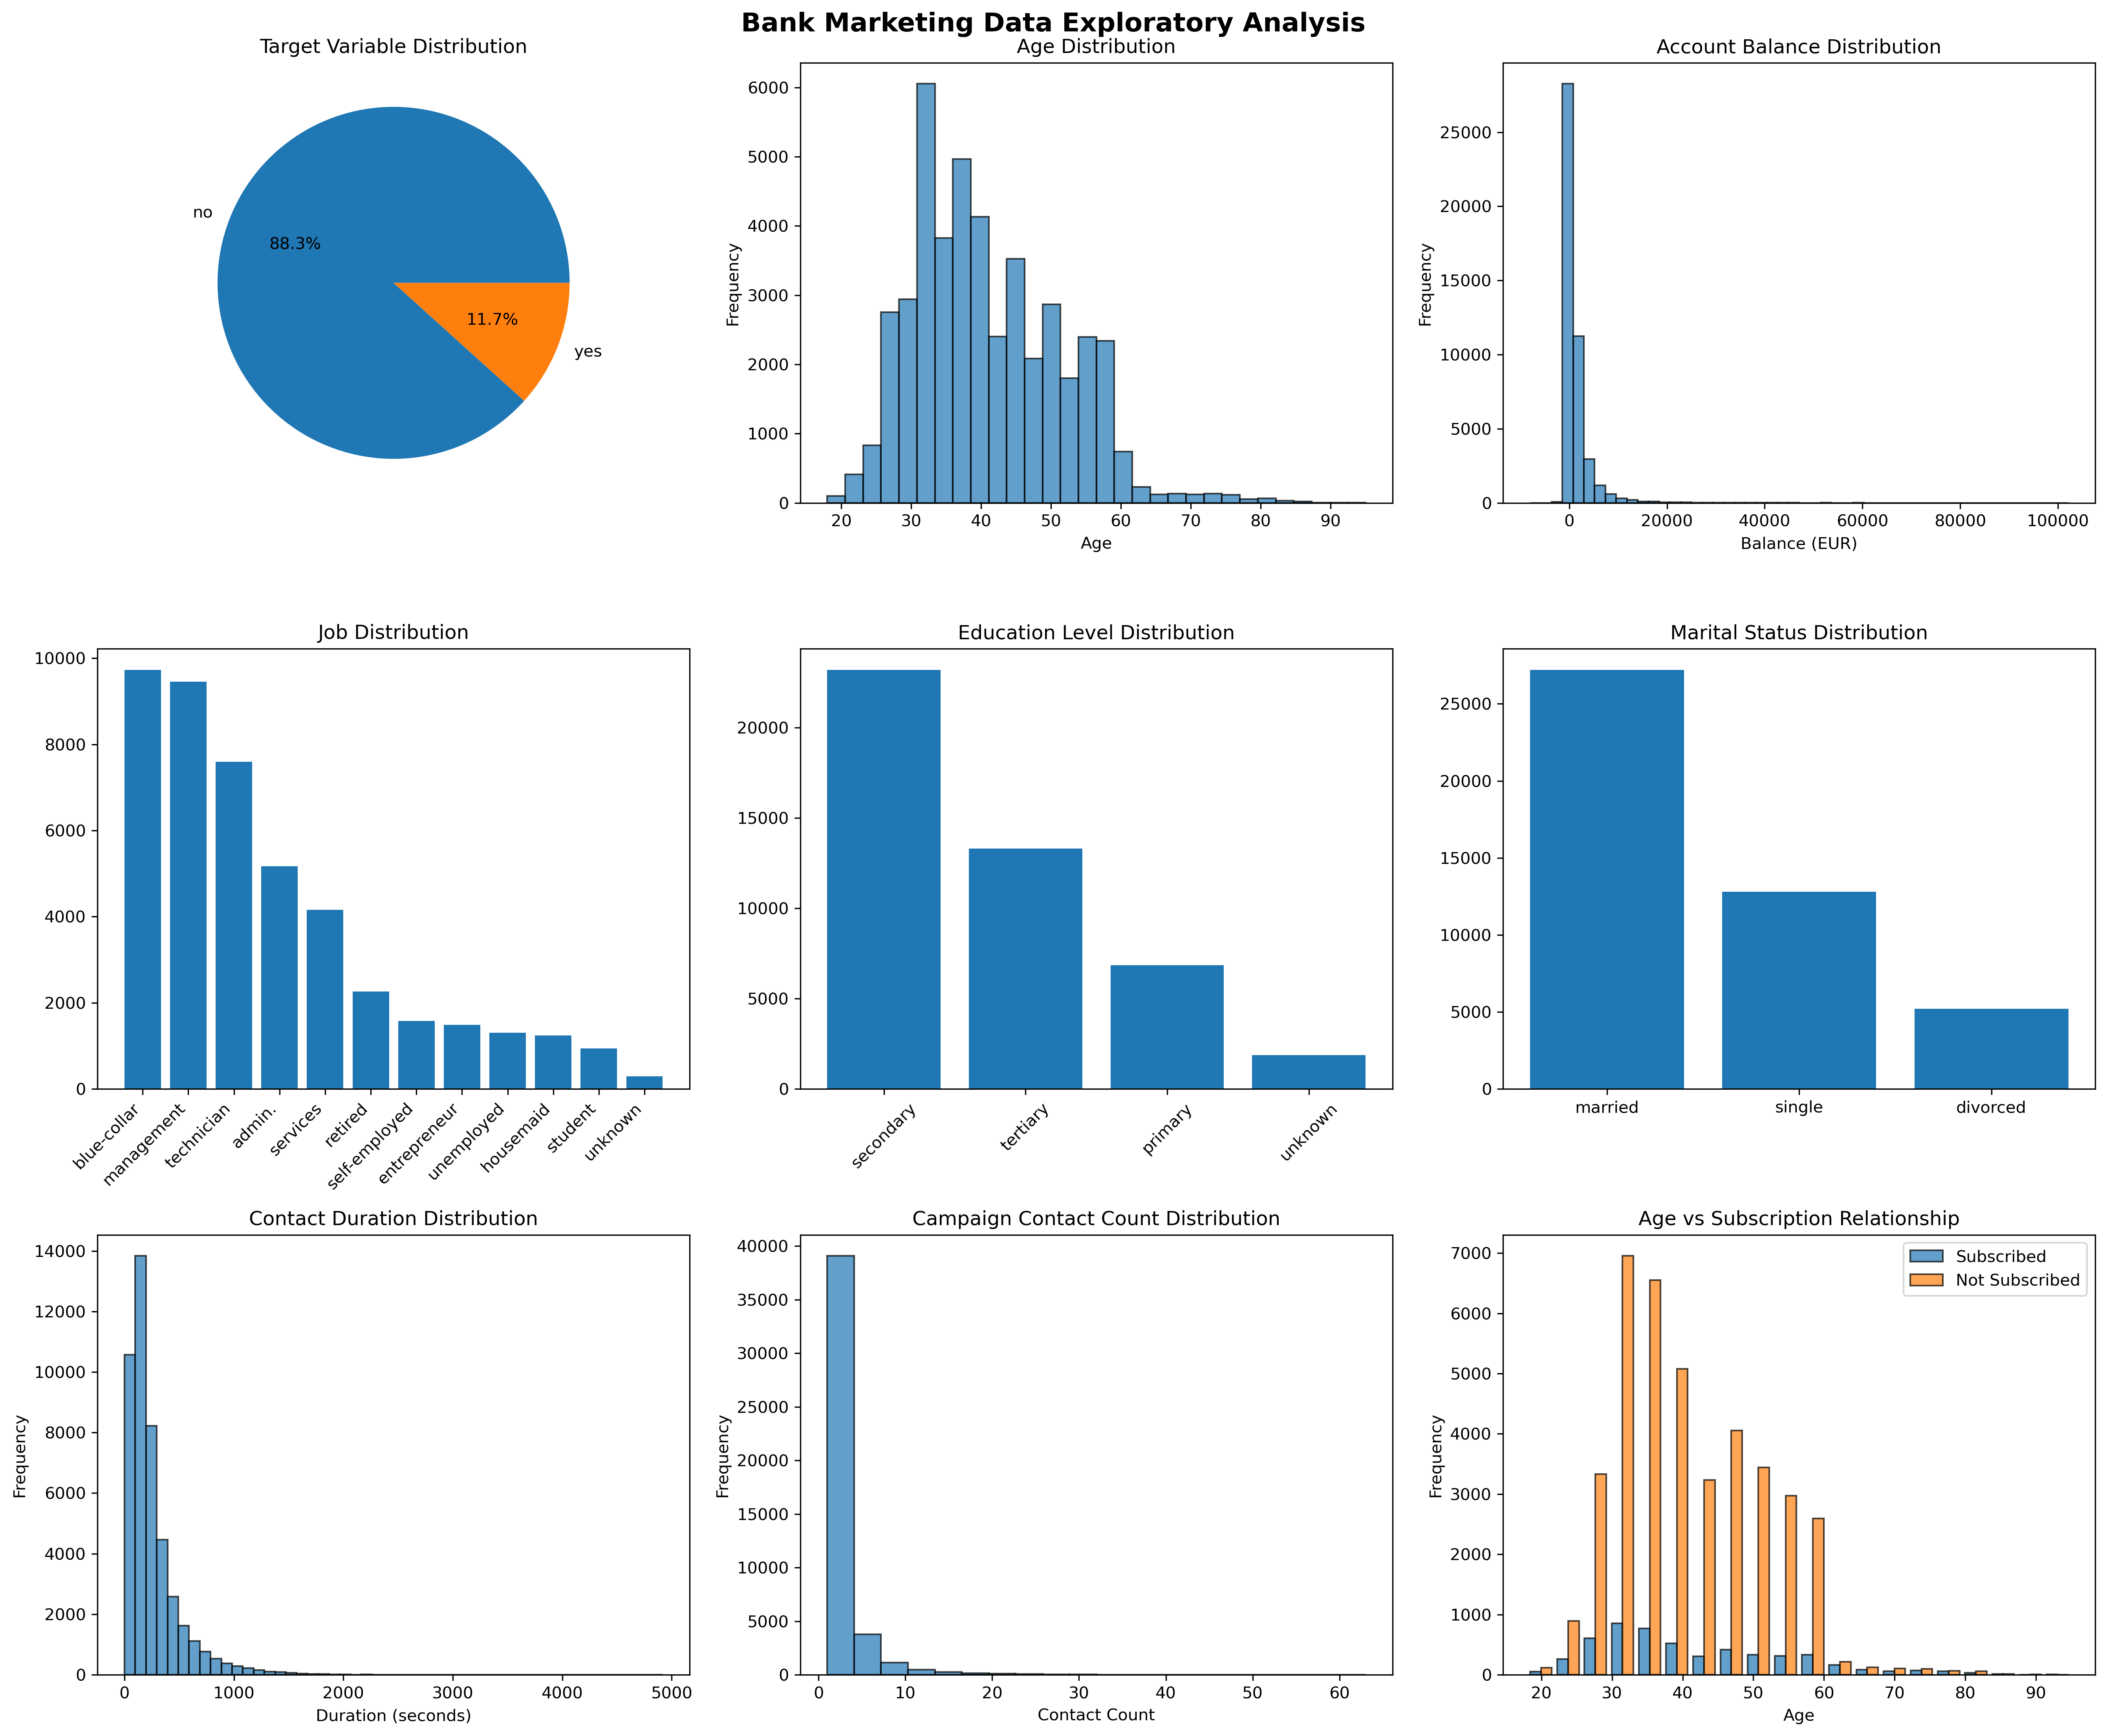 Bank Marketing Data Exploratory Analysis
Target Variable Distribution
no
88.3%
11.7%
yes
Age Distribution
Frequency
6000
5000
4000
3000
2000
1000
0
20 30 40 50 60 70 80 90
Age
Account Balance Distribution
Frequency
25000
20000
15000
10000
5000
0
0 20000 40000 60000 80000 100000
Balance (EUR)
Job Distribution
10000
8000
6000
4000
2000
0
blue-collar
management
technician
admin.
services
retired
self-employed
entrepreneur
unemployed
housemaid
student
unknown
Education Level Distribution
20000
15000
10000
5000
0
secondary
tertiary
primary
unknown
Marital Status Distribution
25000
20000
15000
10000
5000
0
married single divorced
Contact Duration Distribution
Frequency
14000
12000
10000
8000
6000
4000
2000
0
0 1000 2000 3000 4000 5000
Duration (seconds)
Campaign Contact Count Distribution
Frequency
40000
35000
30000
25000
20000
15000
10000
5000
0
0 10 20 30 40 50 60
Contact Count
Age vs Subscription Relationship
Subscribed
Not Subscribed
Frequency
7000
6000
5000
4000
3000
2000
1000
0
20 30 40 50 60 70 80 90
Age